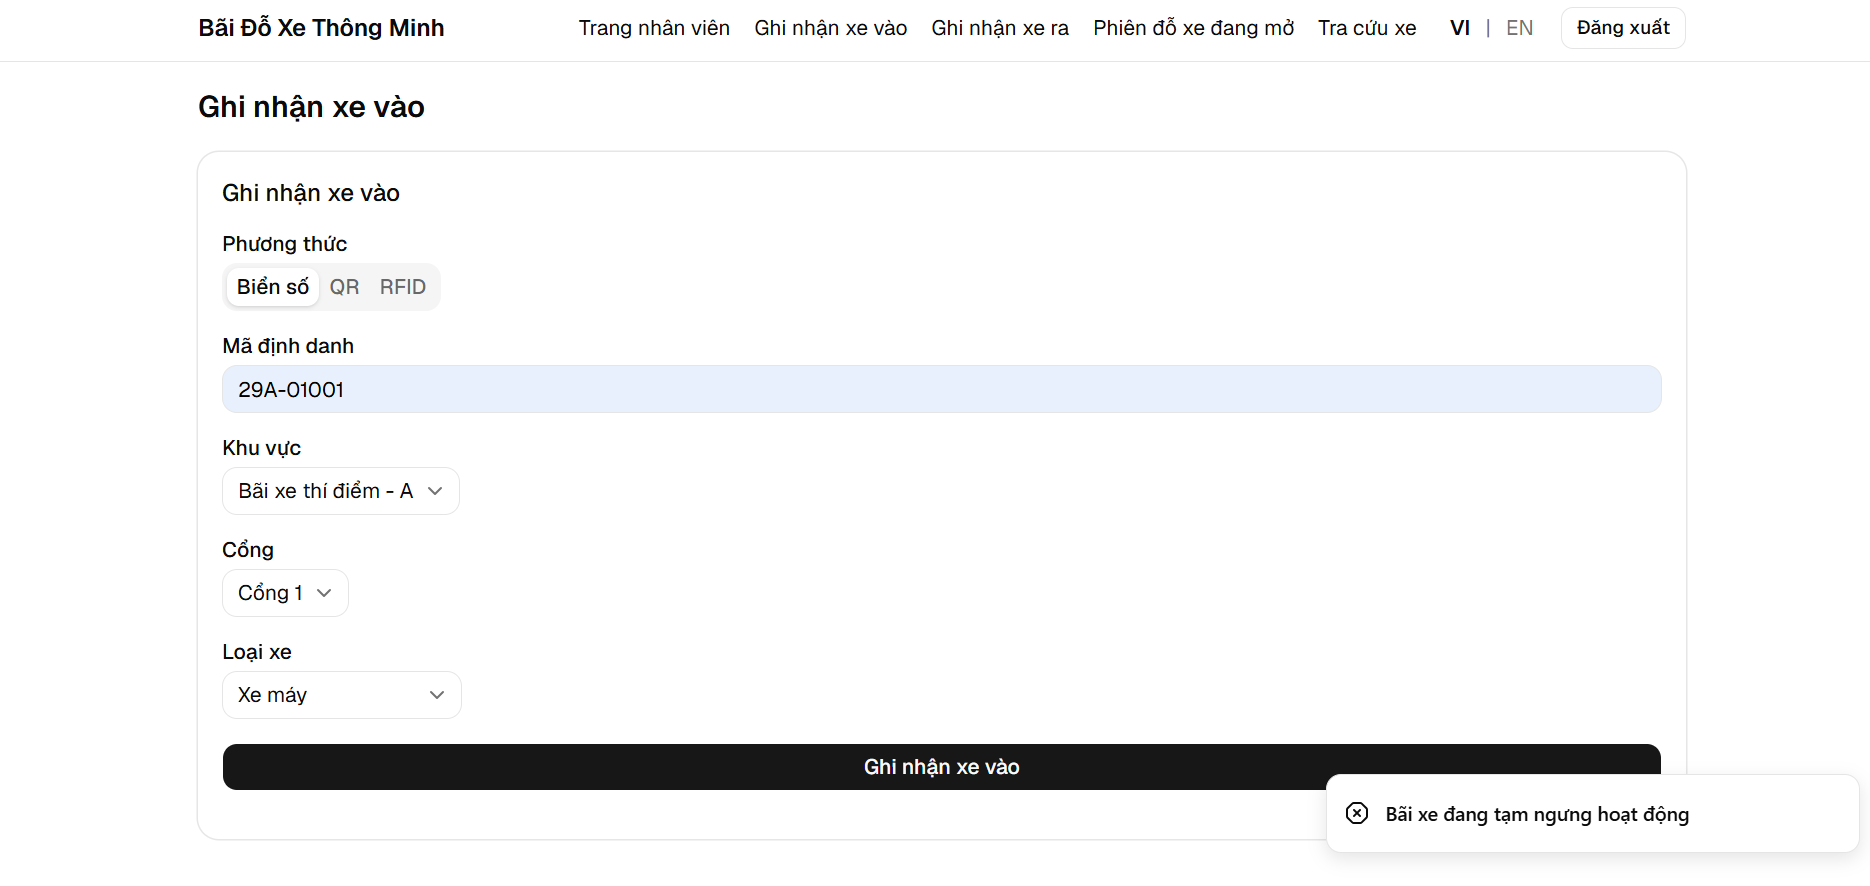 Bãi Đỗ Xe Thông Minh Trang nhân viên Ghi nhận xe vào Ghi nhận xe ra Phiên đỗ xe đang mở Tra cứu xe VI | EN Đăng xuất
Ghi nhận xe vào
Ghi nhận xe vào
Phương thức
Biển số QR RFID
Mã định danh
29A-01001
Khu vực
Bãi xe thí điểm - A
Cổng
Cổng 1
Loại xe
Xe máy
Ghi nhận xe vào
Bãi xe đang tạm ngưng hoạt động